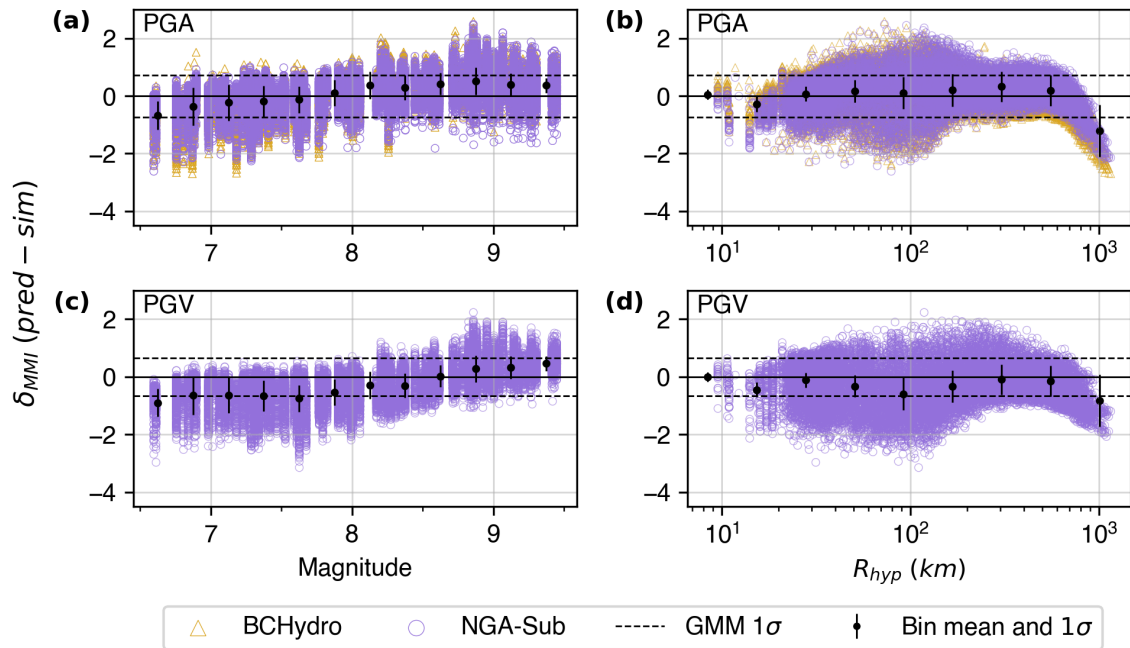 (a) PGA
(b) PGA
2
0
−2
−4
7 8 9
2
0
−2
−4
10¹ 10² 10³
δMMI (pred − sim)
(c) PGV
(d) PGV
2
0
−2
−4
7 8 9
Magnitude
2
0
−2
−4
10¹ 10² 10³
Rhyp (km)
BCHydro NGA-Sub GMM 1σ Bin mean and 1σ